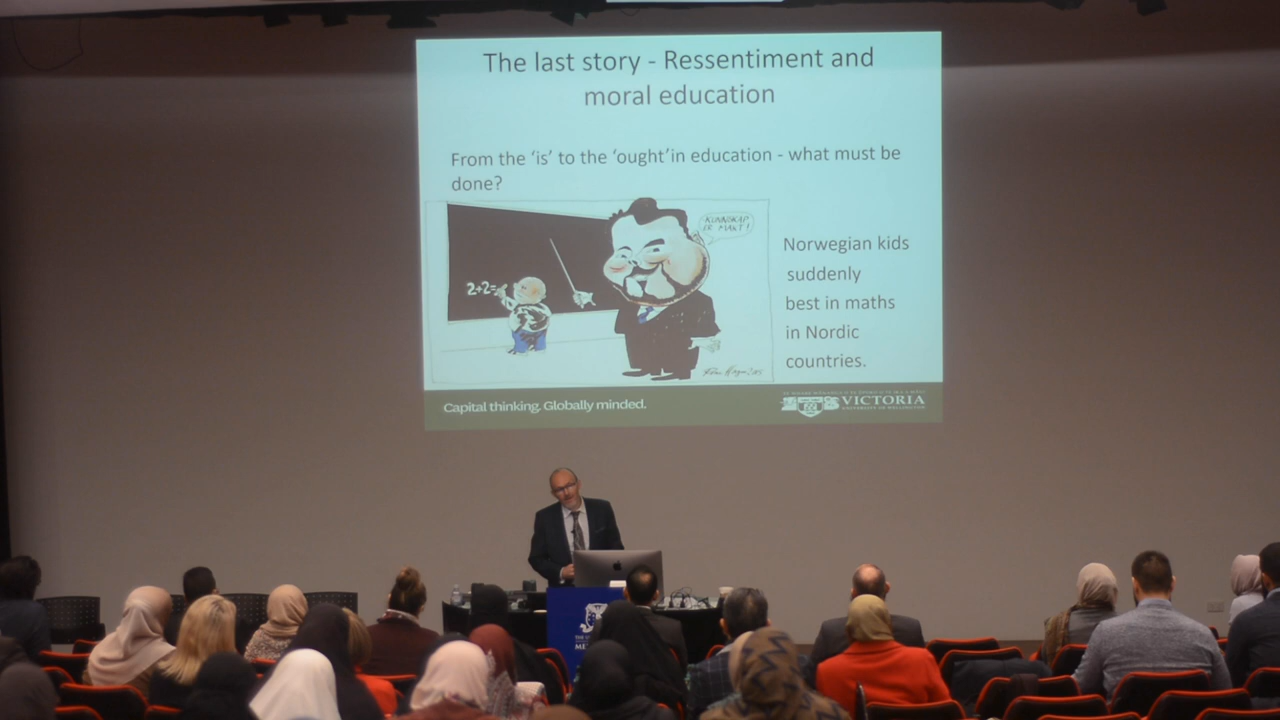 The last story - Ressentiment and
moral education
From the 'is' to the 'ought'in education - what must be
done?
KUNNSKAP
ER MAKT!
2+2=
Norwegian kids
suddenly
best in maths
in Nordic
countries.
Capital thinking. Globally minded.
VICTORIA
UNIVERSITY OF WELLINGTON